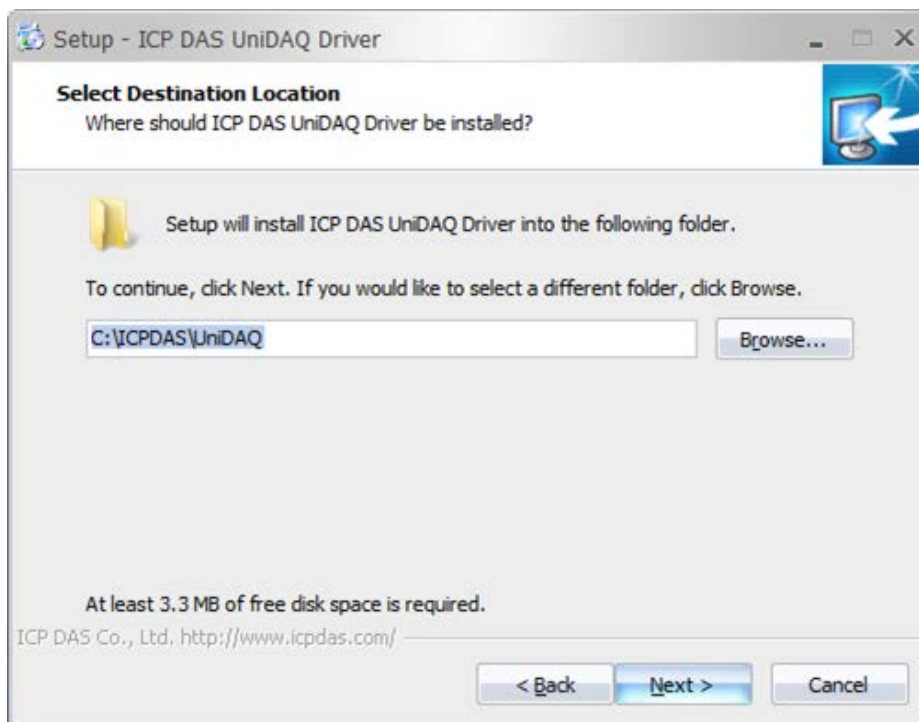 Setup - ICP DAS UniDAQ Driver
Select Destination Location
Where should ICP DAS UniDAQ Driver be installed?
Setup will install ICP DAS UniDAQ Driver into the following folder.
To continue, click Next. If you would like to select a different folder, click Browse.
C:\ICPDAS\UniDAQ
Browse...
At least 3.3 MB of free disk space is required.
ICP DAS Co., Ltd. http://www.icpdas.com/
< Back
Next >
Cancel